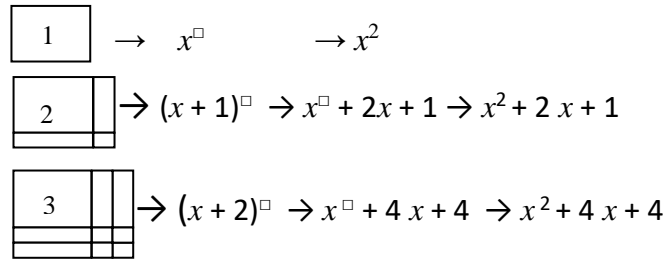 1 → x□ → x²
2 → (x + 1)□ → x□ + 2x + 1 → x² + 2 x + 1
3 → (x + 2)□ → x□ + 4 x + 4 → x² + 4 x + 4